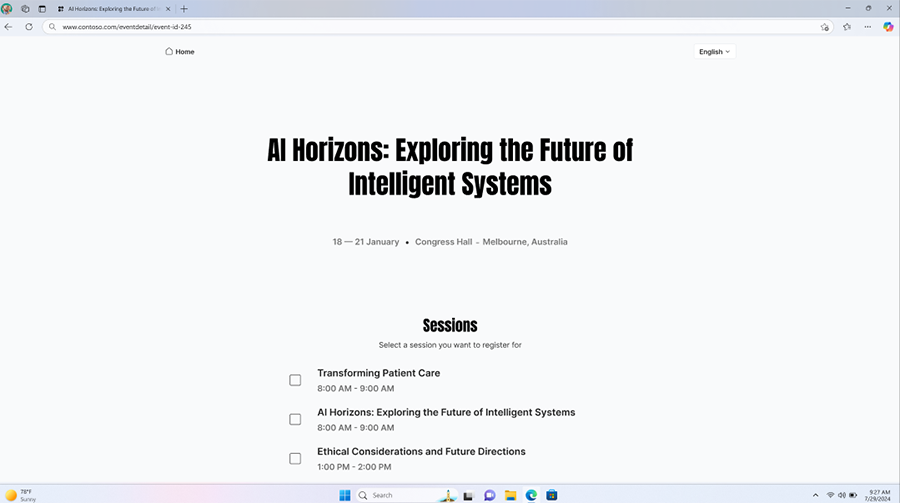 AI Horizons: Exploring the Future of
www.contoso.com/eventdetail/event-id-245
Home
English
AI Horizons: Exploring the Future of
Intelligent Systems
18 — 21 January • Congress Hall - Melbourne, Australia
Sessions
Select a session you want to register for
Transforming Patient Care
8:00 AM - 9:00 AM
AI Horizons: Exploring the Future of Intelligent Systems
8:00 AM - 9:00 AM
Ethical Considerations and Future Directions
1:00 PM - 2:00 PM
78°F
Sunny
Search
9:27 AM
7/29/2024